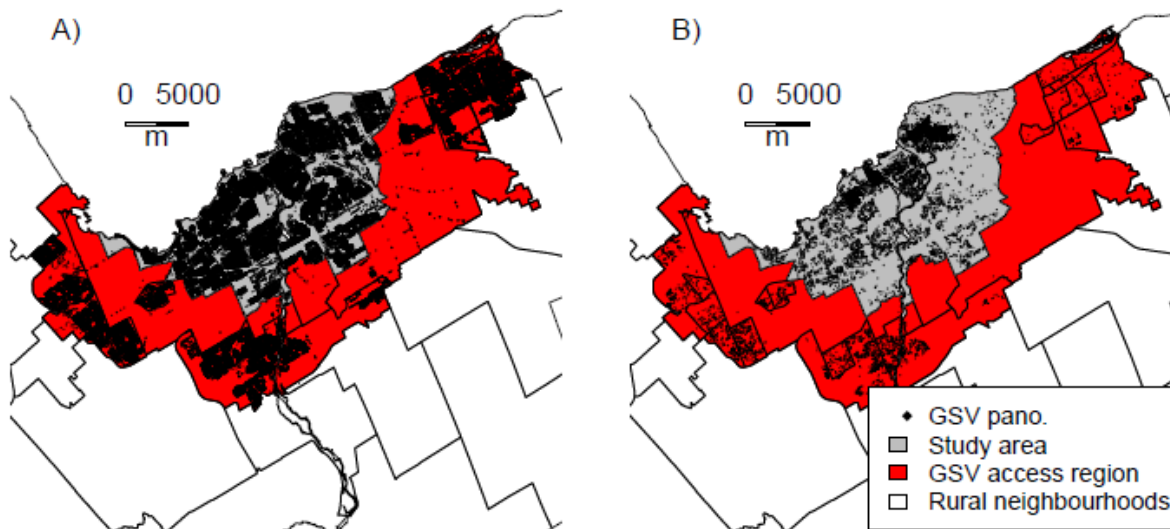 A)
0 5000
m
B)
0 5000
m
GSV pano.
Study area
GSV access region
Rural neighbourhoods